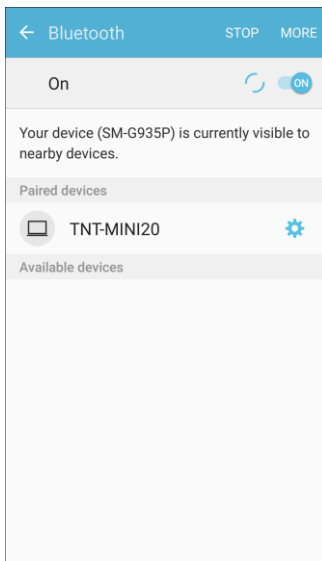 Bluetooth STOP MORE
On ON
Your device (SM-G935P) is currently visible to
nearby devices.
Paired devices
TNT-MINI20
Available devices